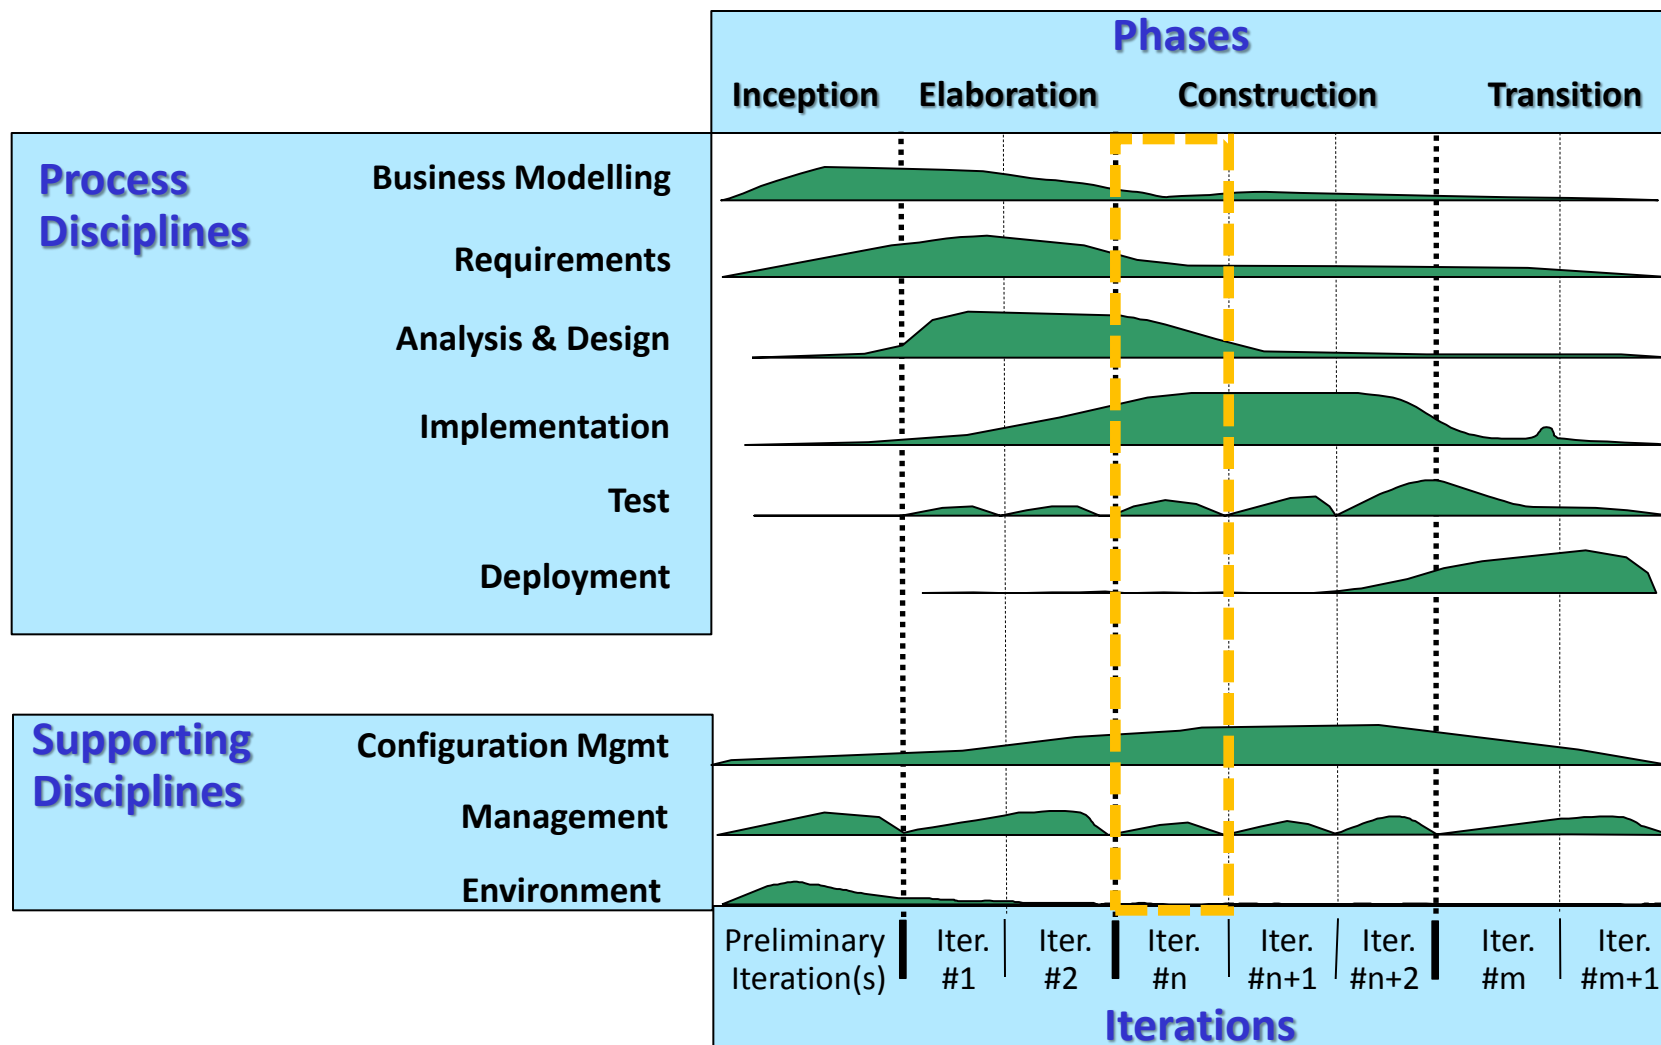 Phases
Inception Elaboration Construction Transition
Process
Disciplines
Business Modelling
Requirements
Analysis & Design
Implementation
Test
Deployment
Supporting
Disciplines
Configuration Mgmt
Management
Environment
Preliminary Iter. Iter. Iter. Iter. Iter. Iter. Iter.
Iteration(s) #1 #2 #n #n+1 #n+2 #m #m+1
Iterations